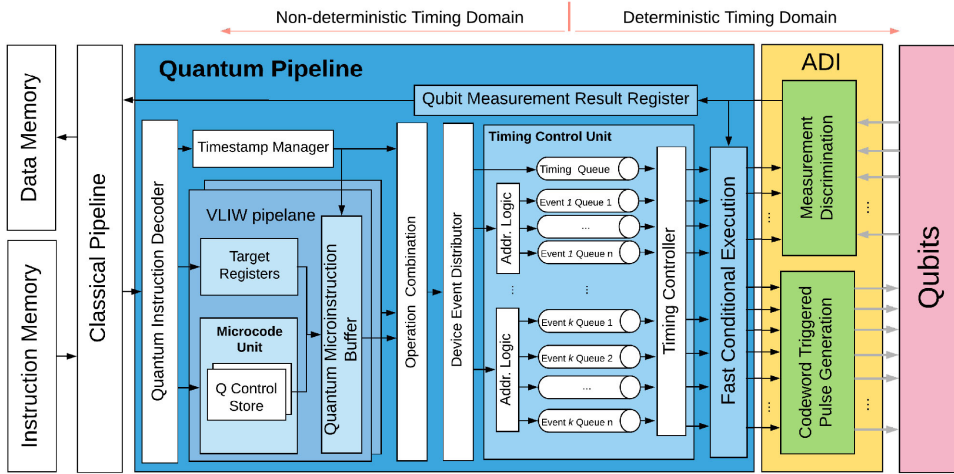 Non-deterministic Timing Domain
Deterministic Timing Domain
Data Memory
Instruction Memory
Classical Pipeline
Quantum Pipeline
Qubit Measurement Result Register
Quantum Instruction Decoder
Timestamp Manager
VLIW pipelane
Target
Registers
Microcode
Unit
Q Control
Store
Quantum Microinstruction
Buffer
Operation Combination
Device Event Distributor
Timing Control Unit
Timing Queue
Addr. Logic
Event 1 Queue 1
...
Event 1 Queue n
... ...
Addr. Logic
Event k Queue 1
Event k Queue 2
...
Event k Queue n
Timing Controller
Fast Conditional Execution
...
...
...
ADI
Measurement
Discrimination
Codeword Triggered
Pulse Generation
...
...
Qubits